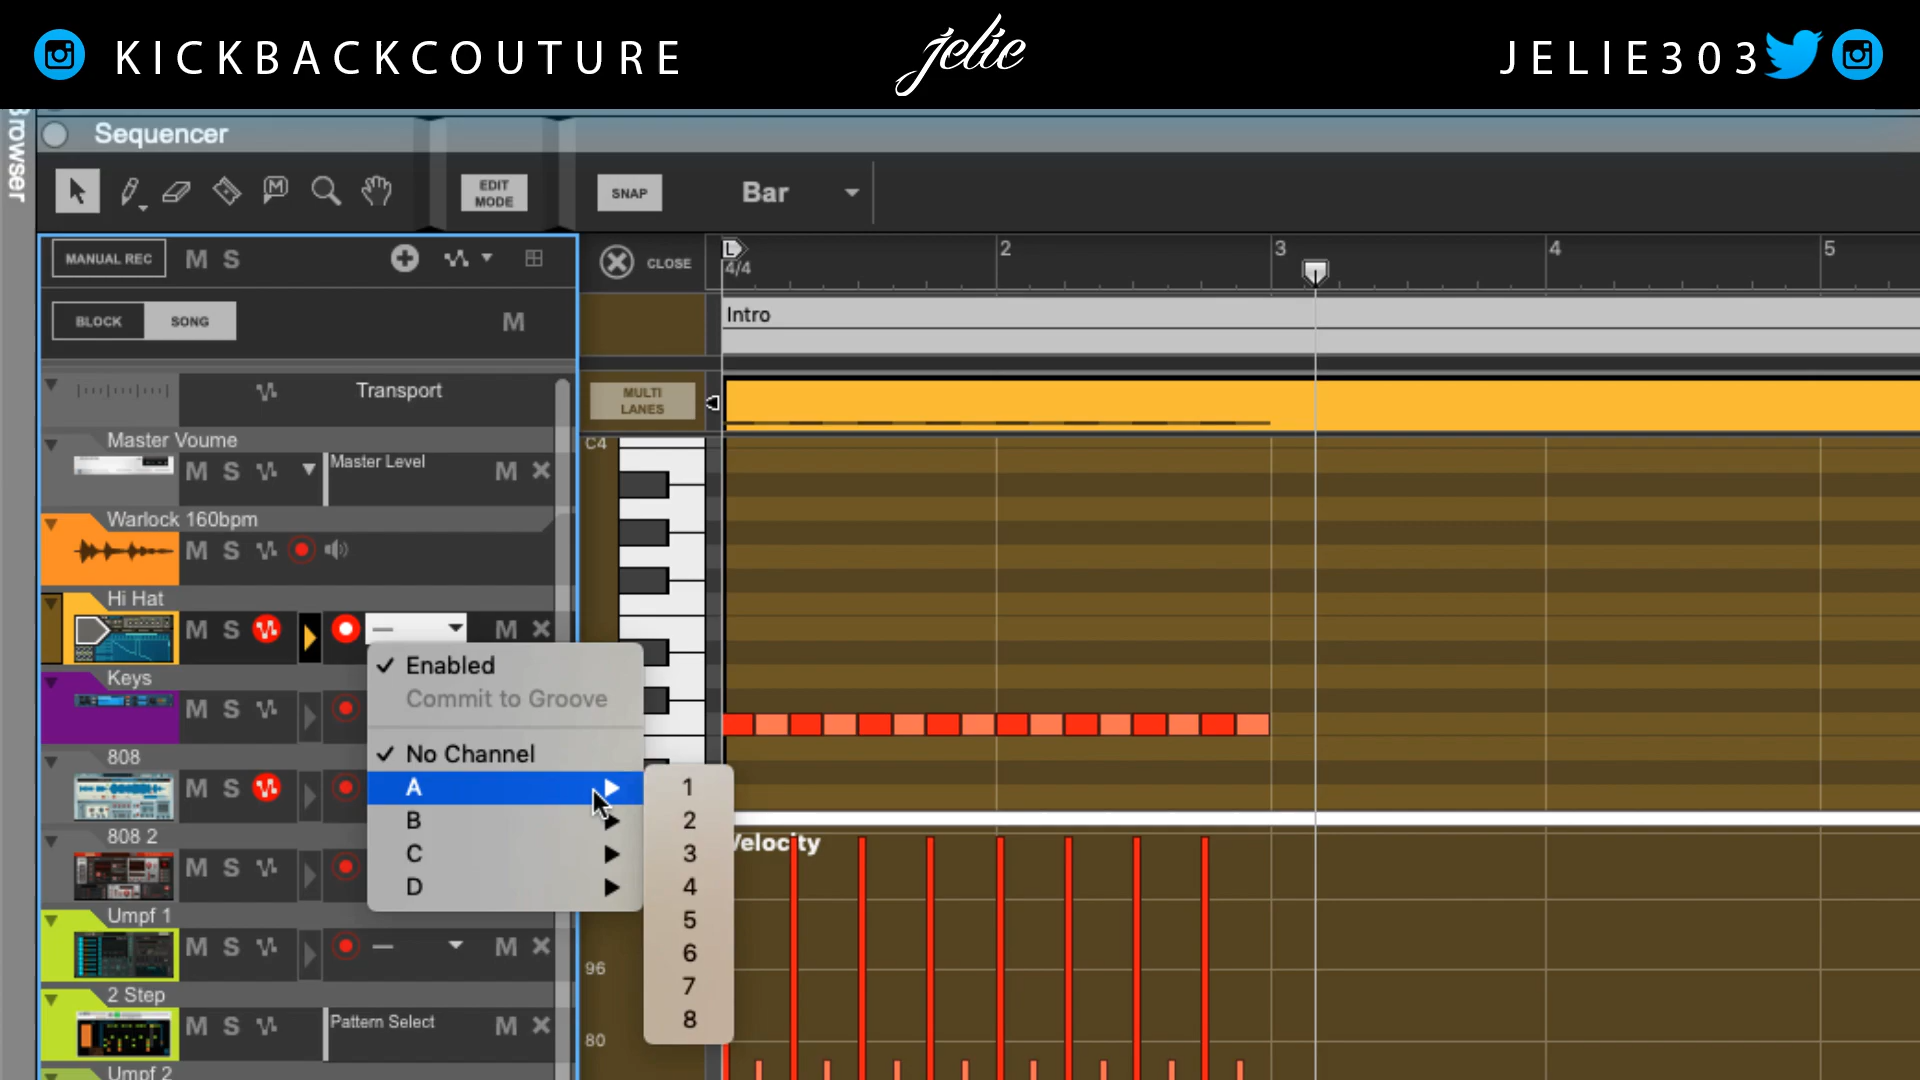 KICKBACKCOUTURE
jelie
JELIE303
Browser
Sequencer
EDIT MODE
SNAP
Bar
MANUAL REC
M S
CLOSE
L
4/4
2
3
4
5
BLOCK
SONG
M
Intro
Transport
MULTI LANES
Master Voume
M S
Master Level
M
C4
Warlock 160bpm
M S
Hi Hat
M S
—
M
Enabled
Commit to Groove
Keys
M S
No Channel
808
M S
A
1
B
2
C
3
D
4
5
6
7
8
Velocity
808 2
M S
Umpf 1
M S
—
M
96
2 Step
M S
Pattern Select
M
80
Umpf 2